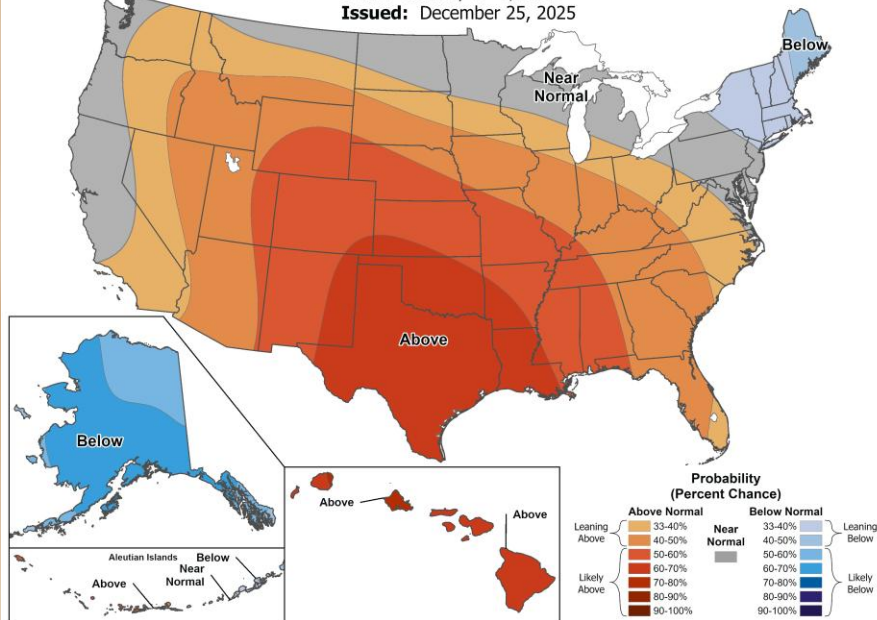 Issued: December 25, 2025
Below
Near
Normal
Above
Below
Above
Above
Aleutian Islands
Below
Near
Normal
Above
Probability
(Percent Chance)
Above Normal
Below Normal
Leaning
Above
33-40%
40-50%
Likely
Above
50-60%
60-70%
70-80%
80-90%
90-100%
Near
Normal
33-40%
40-50%
Leaning
Below
50-60%
60-70%
70-80%
80-90%
90-100%
Likely
Below